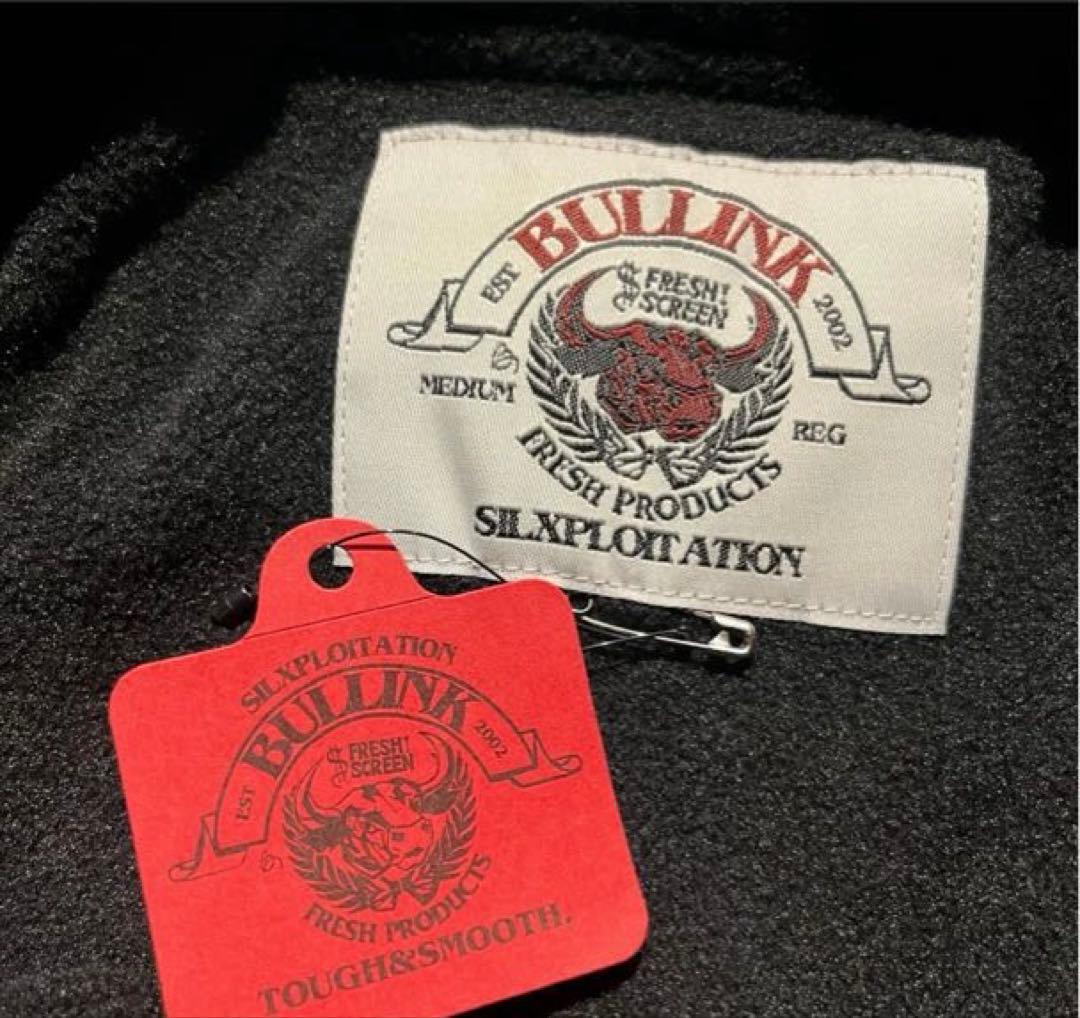 BULLINK
EST
2002
$ FRESH!
SCREEN
MEDIUM
REG
FRESH PRODUCTS
SILXPLOITATION
SILXPLOITATION
BULLINK
EST
2002
$ FRESH!
SCREEN
FRESH PRODUCTS
TOUGH&SMOOTH.